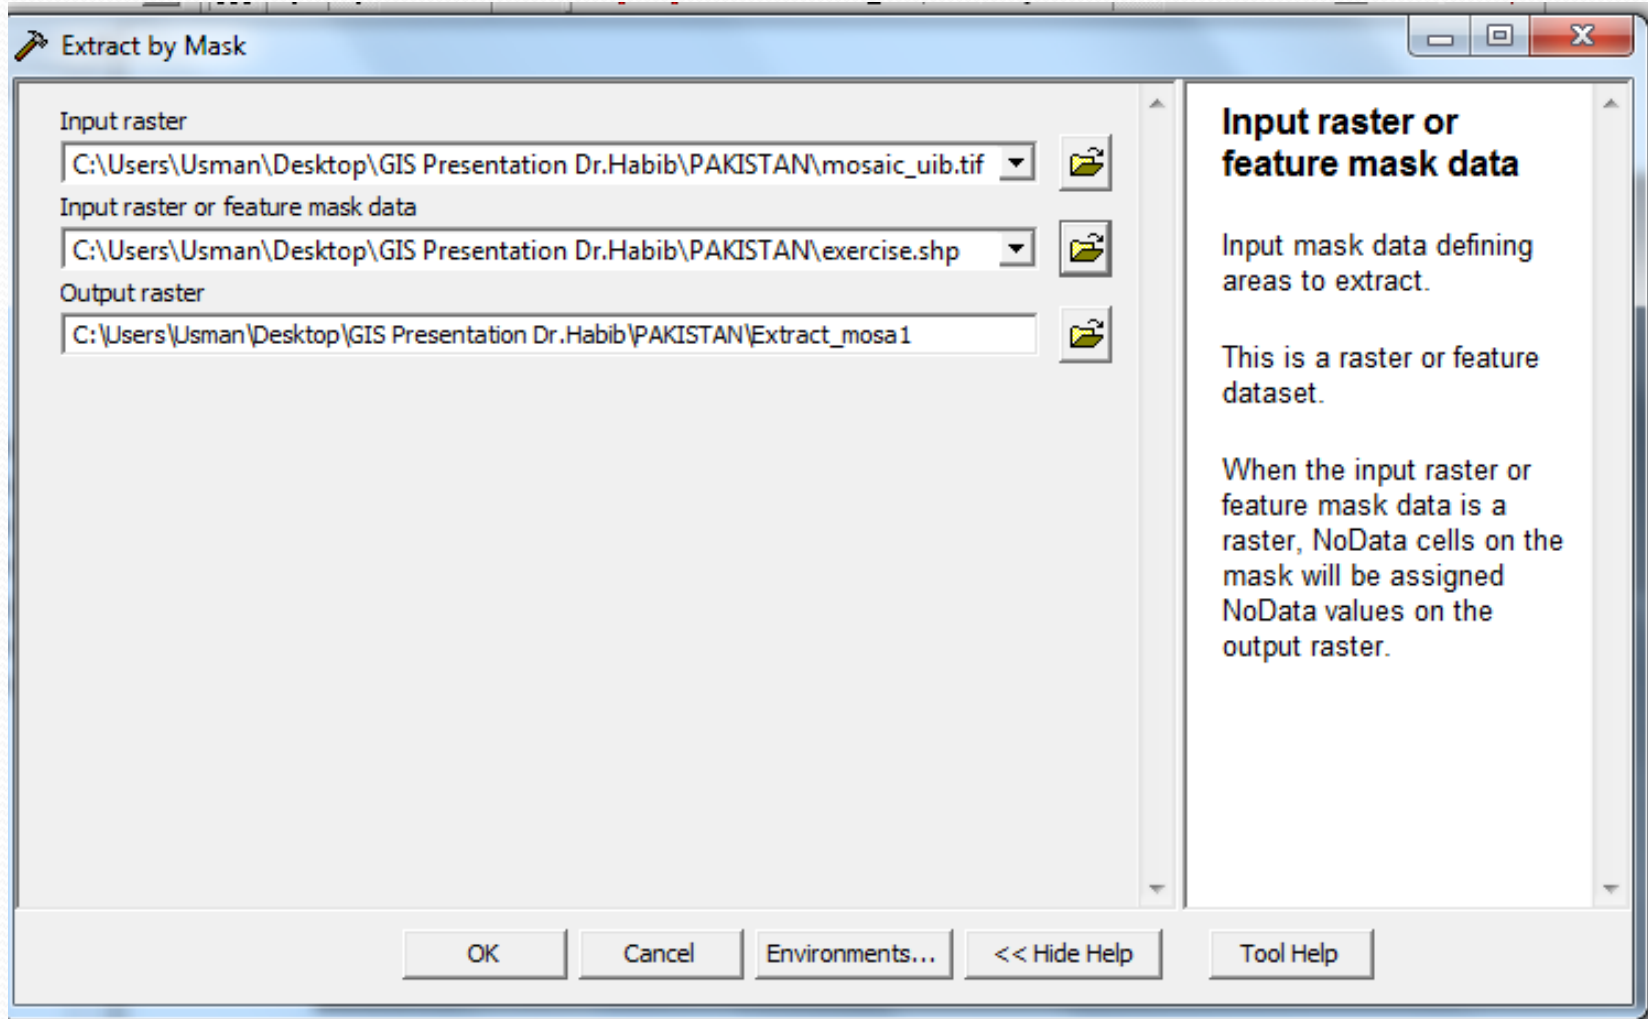 Extract by Mask
Input raster
C:\Users\Usman\Desktop\GIS Presentation Dr.Habib\PAKISTAN\mosaic_uib.tif
Input raster or feature mask data
C:\Users\Usman\Desktop\GIS Presentation Dr.Habib\PAKISTAN\exercise.shp
Output raster
C:\Users\Usman\Desktop\GIS Presentation Dr.Habib\PAKISTAN\Extract_mosa1
Input raster or
feature mask data
Input mask data defining
areas to extract.
This is a raster or feature
dataset.
When the input raster or
feature mask data is a
raster, NoData cells on the
mask will be assigned
NoData values on the
output raster.
OK
Cancel
Environments...
<< Hide Help
Tool Help